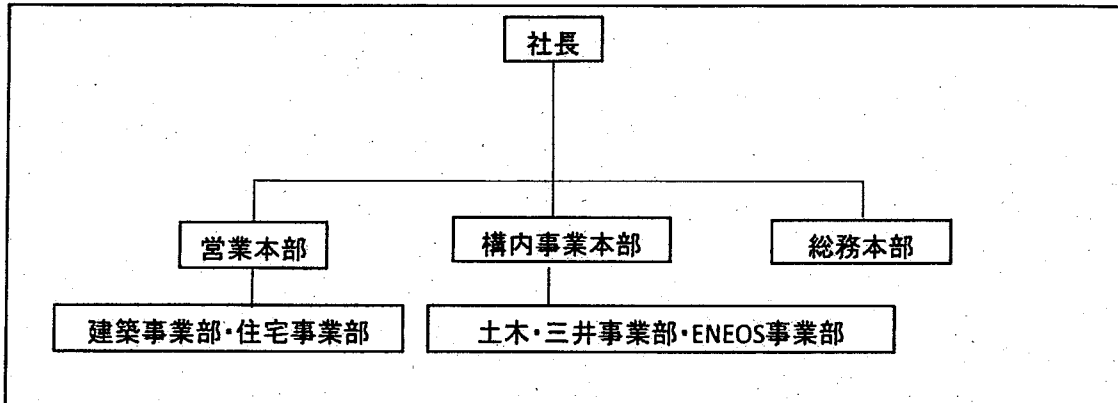 社長
営業本部
構内事業本部
総務本部
建築事業部・住宅事業部
土木・三井事業部・ENEOS事業部